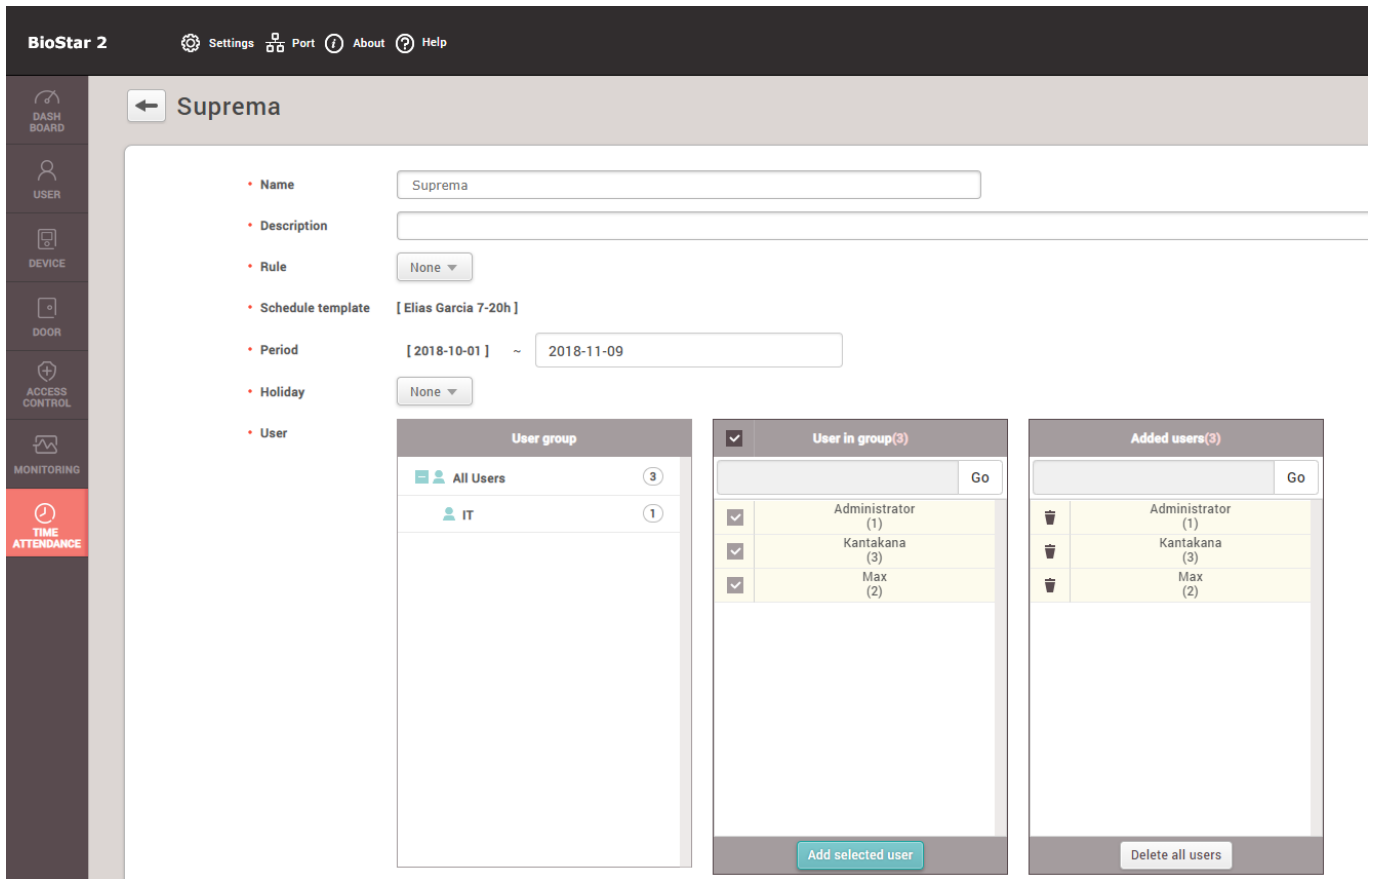 BioStar 2
Settings
Port
About
Help
DASH
BOARD
USER
DEVICE
DOOR
ACCESS
CONTROL
MONITORING
TIME
ATTENDANCE
Suprema
• Name
Suprema
• Description
• Rule
None
• Schedule template
[ Elias Garcia 7-20h ]
• Period
[ 2018-10-01 ] ~ 2018-11-09
• Holiday
None
• User
User group
All Users
3
IT
1
User in group(3)
Go
Administrator
(1)
Kantakana
(3)
Max
(2)
Add selected user
Added users(3)
Go
Administrator
(1)
Kantakana
(3)
Max
(2)
Delete all users